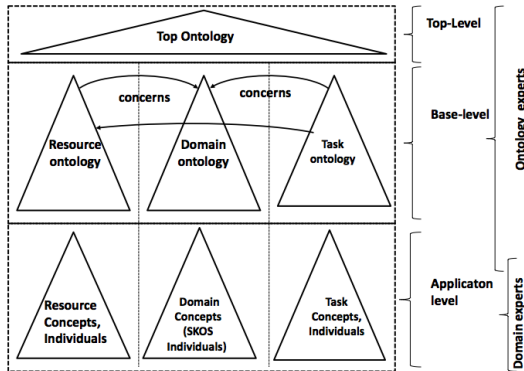 Top Ontology
Top-Level
concerns
concerns
Base-level
Resource
ontology
Domain
ontology
Task
ontology
Ontology experts
Resource
Concepts,
Individuals
Domain
Concepts
(SKOS
Individuals)
Task
Concepts,
Individuals
Applicaton
level
Domain experts